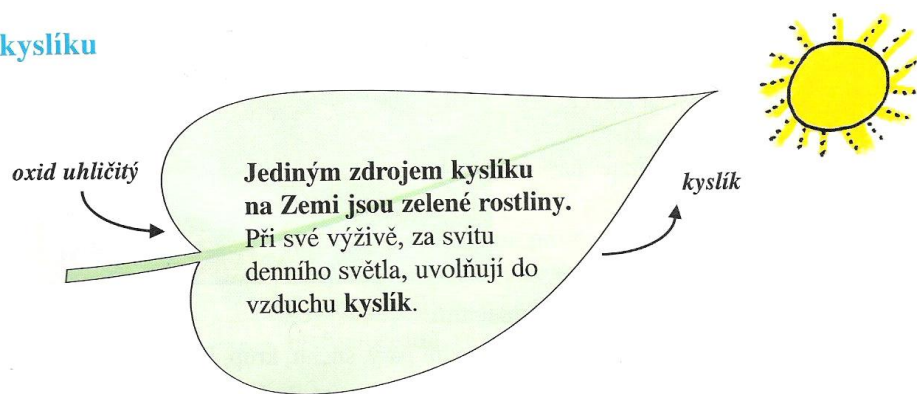 kyslíku
oxid uhličitý
Jediným zdrojem kyslíku
na Zemi jsou zelené rostliny.
Při své výživě, za svitu
denního světla, uvolňují do
vzduchu kyslík.
kyslík